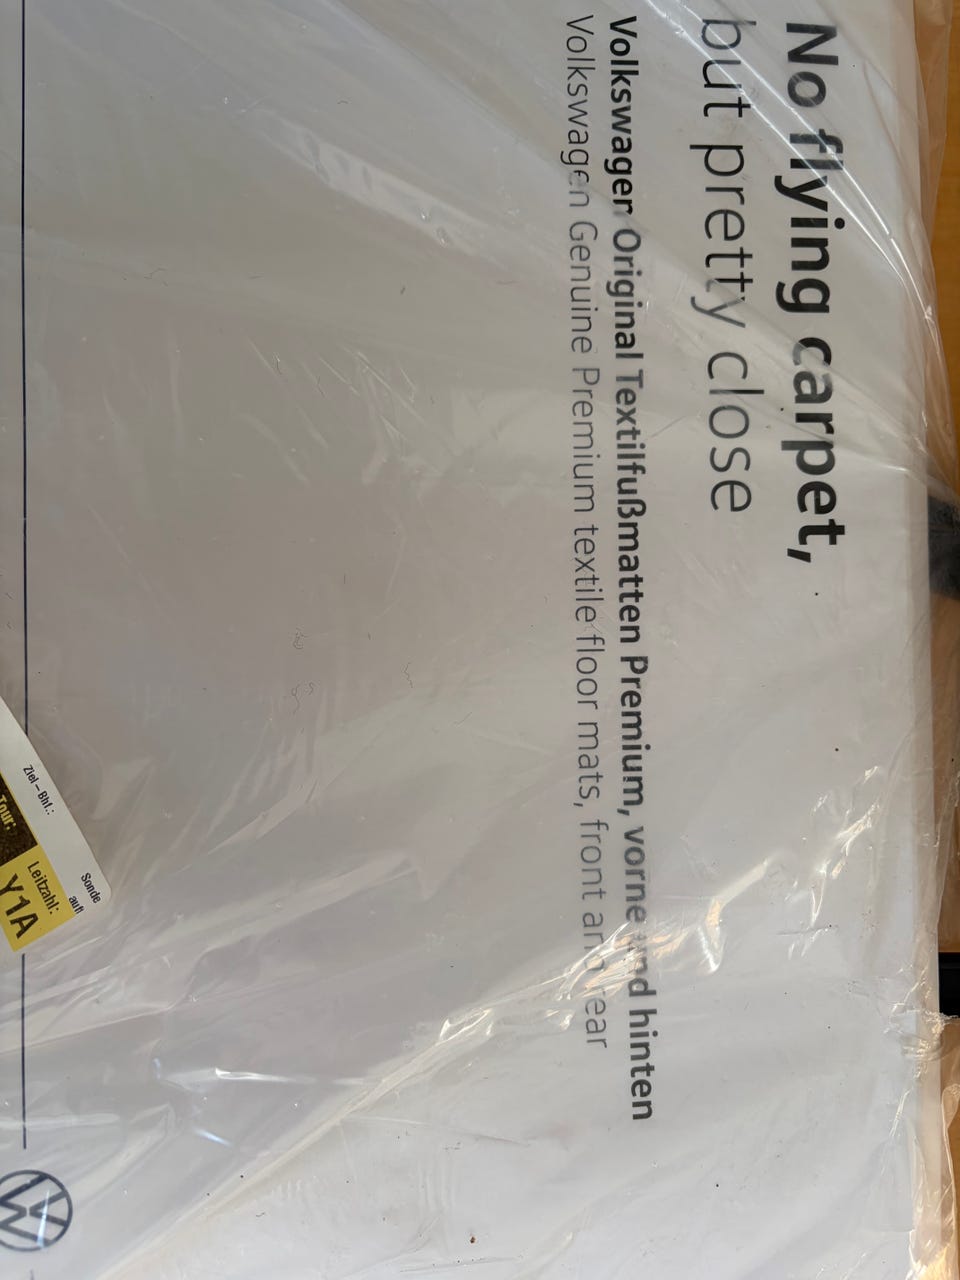 No flying carpet,
but pretty close
Volkswagen Original Textilfußmatten Premium, vorne und hinten
Volkswagen Genuine Premium textile floor mats, front and rear
Ziel – Bhf.:
Tour:
Leitzahl:
Y1A
Sonde